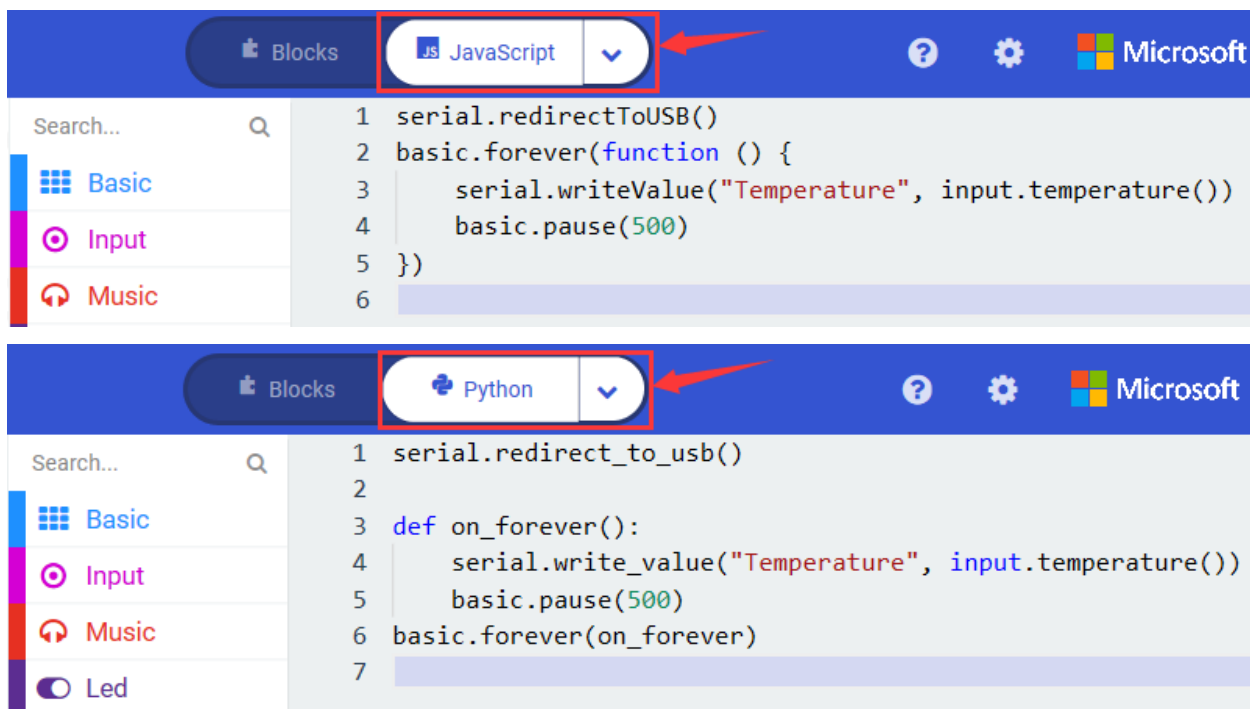 Blocks JS JavaScript Microsoft
Search...
Basic
Input
Music
1 serial.redirectToUSB()
2 basic.forever(function () {
3     serial.writeValue("Temperature", input.temperature())
4     basic.pause(500)
5 })
6
Blocks Python ? Microsoft
Search...
Basic
Input
Music
Led
1 serial.redirect_to_usb()
2
3 def on_forever():
4     serial.write_value("Temperature", input.temperature())
5     basic.pause(500)
6 basic.forever(on_forever)
7